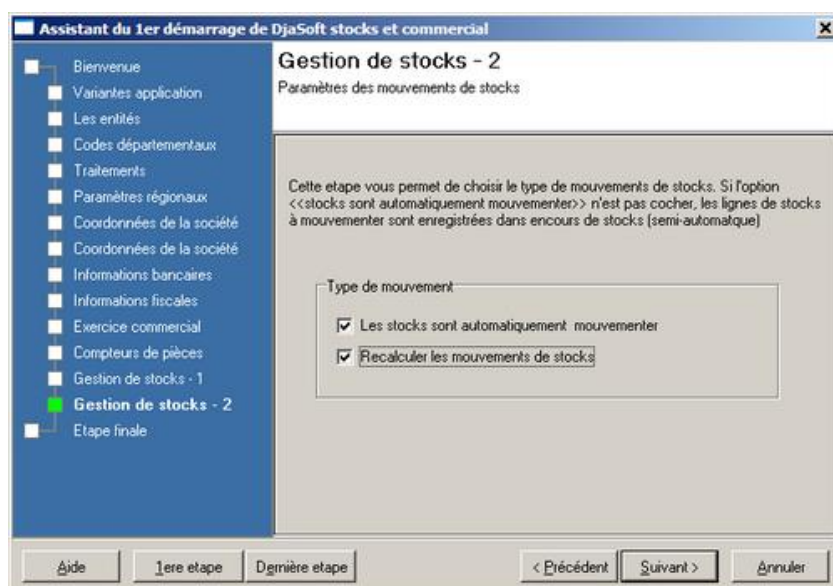 Assistant du 1er démarrage de DjaSoft stocks et commercial
Bienvenue
Variantes application
Les entités
Codes départementaux
Traitements
Paramètres régionaux
Coordonnées de la société
Coordonnées de la société
Informations bancaires
Informations fiscales
Exercice commercial
Compteurs de pièces
Gestion de stocks - 1
Gestion de stocks - 2
Etape finale
Gestion de stocks - 2
Paramètres des mouvements de stocks
Cette etape vous permet de choisir le type de mouvements de stocks. Si l'option
<<stocks sont automatiquement mouvementer>> n'est pas cocher, les lignes de stocks
à mouvementer sont enregistrées dans encours de stocks (semi-automatque)
Type de mouvement
Les stocks sont automatiquement mouvementer
Recalculer les mouvements de stocks
Aide
1ere etape
Dernière etape
< Précédent
Suivant >
Annuler